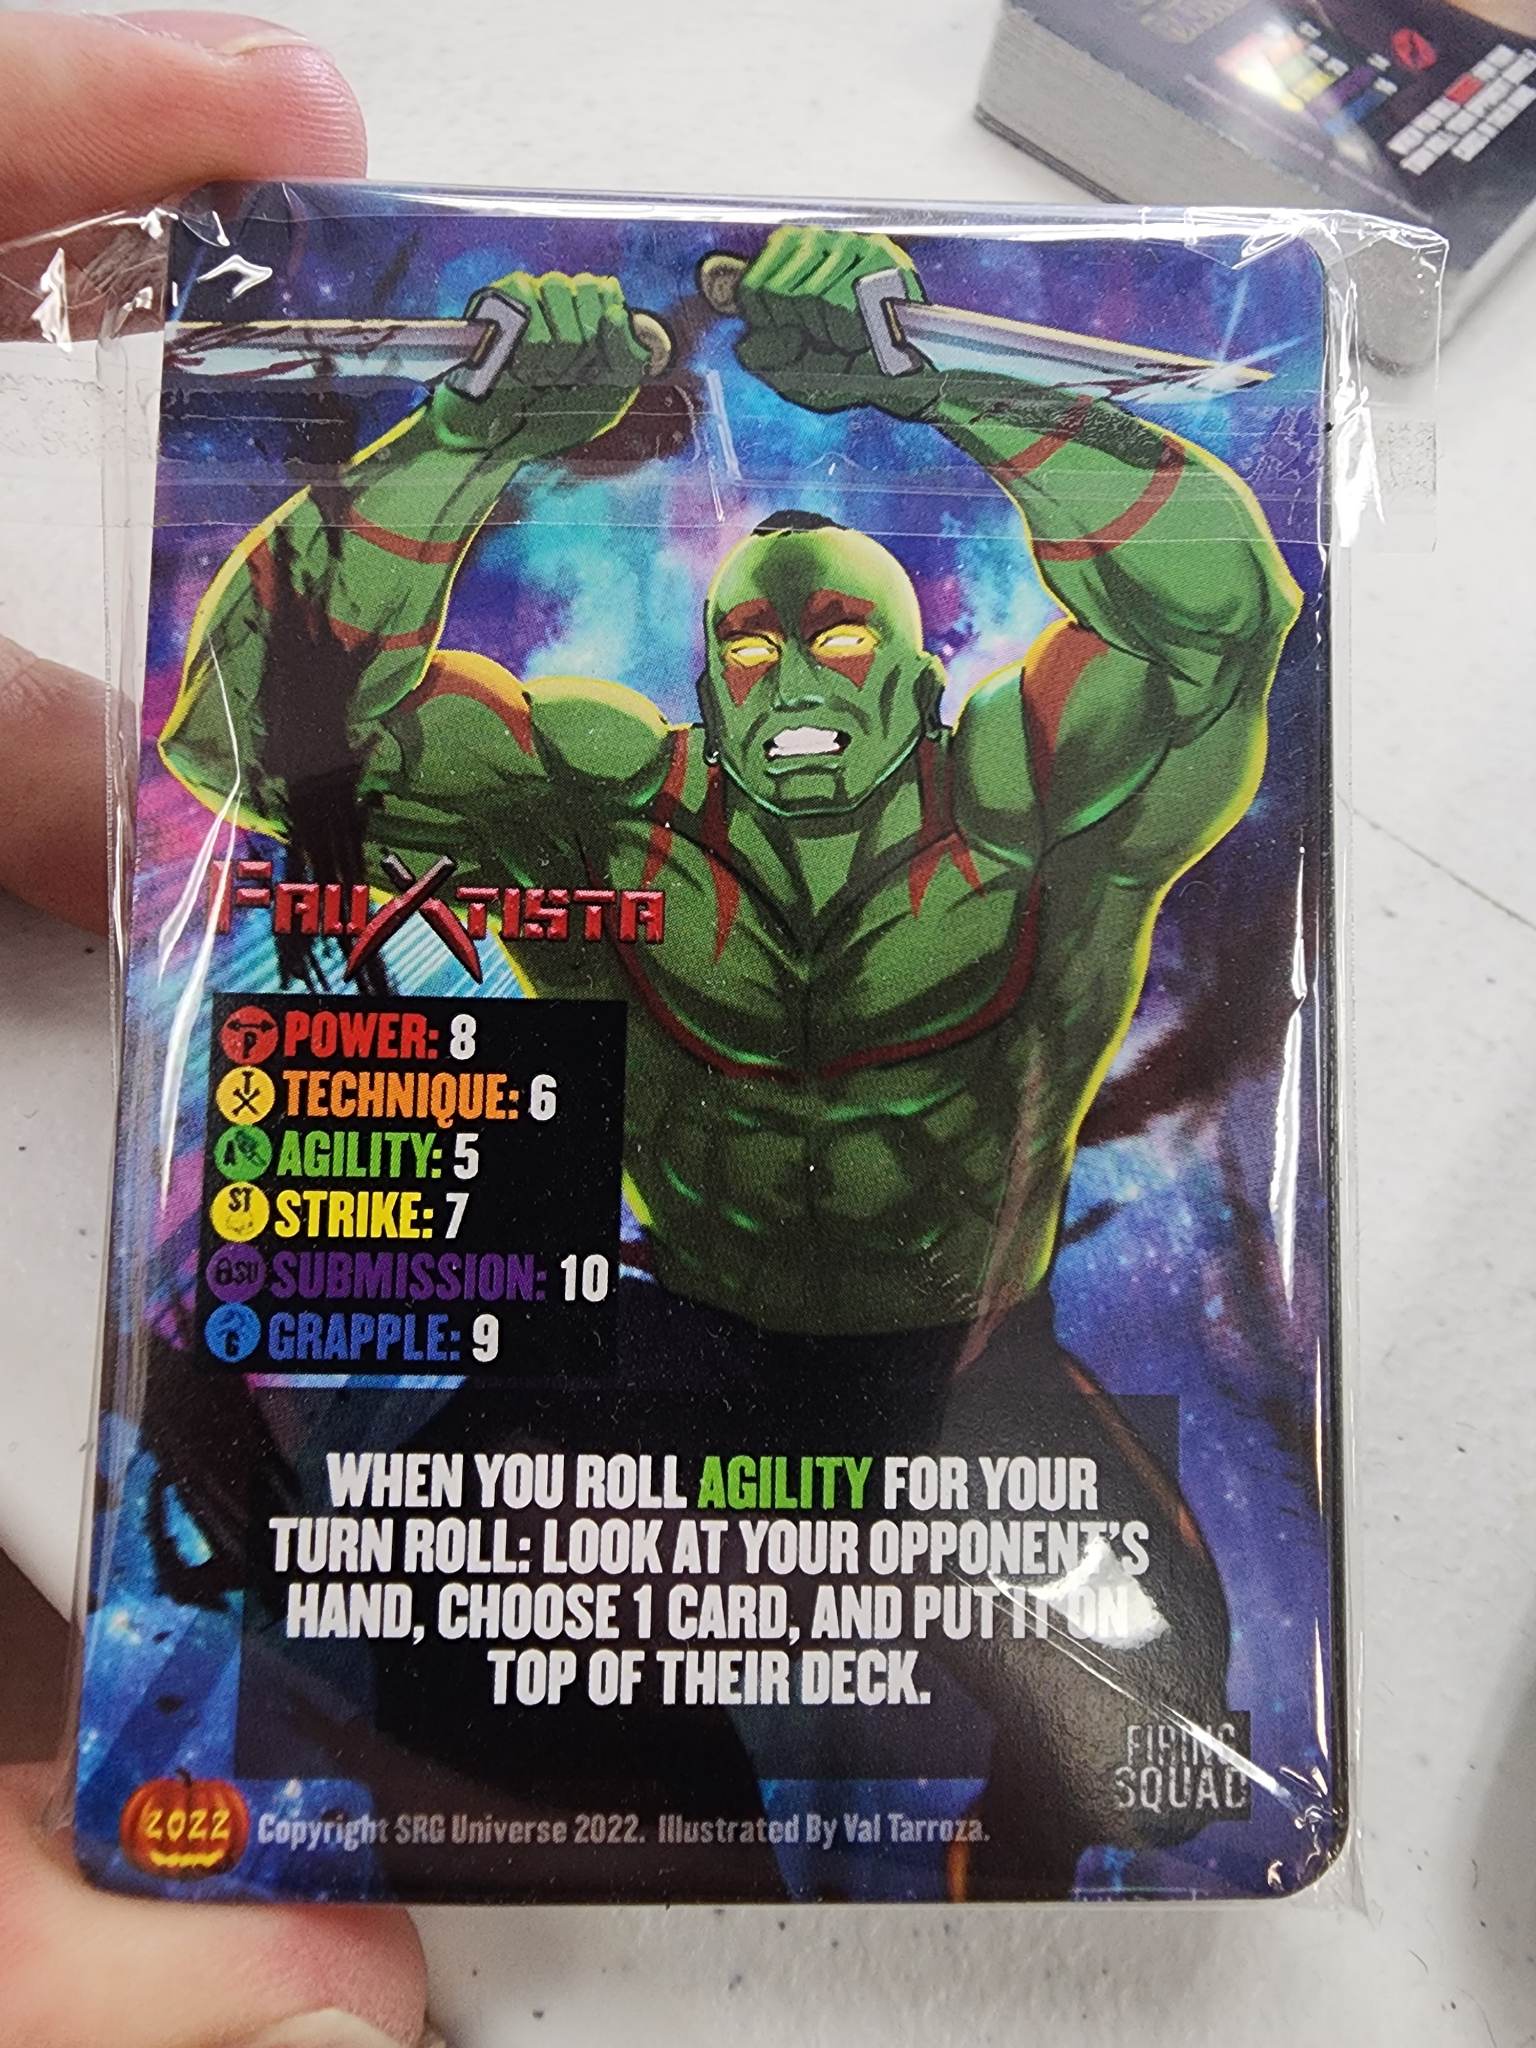 FAUXTISTA
P POWER: 8
T TECHNIQUE: 6
A AGILITY: 5
ST STRIKE: 7
SU SUBMISSION: 10
G GRAPPLE: 9
WHEN YOU ROLL AGILITY FOR YOUR
TURN ROLL: LOOK AT YOUR OPPONENT'S
HAND, CHOOSE 1 CARD, AND PUT IT ON
TOP OF THEIR DECK.
FIRING
SQUAD
2022 Copyright SRG Universe 2022. Illustrated By Val Tarroza.